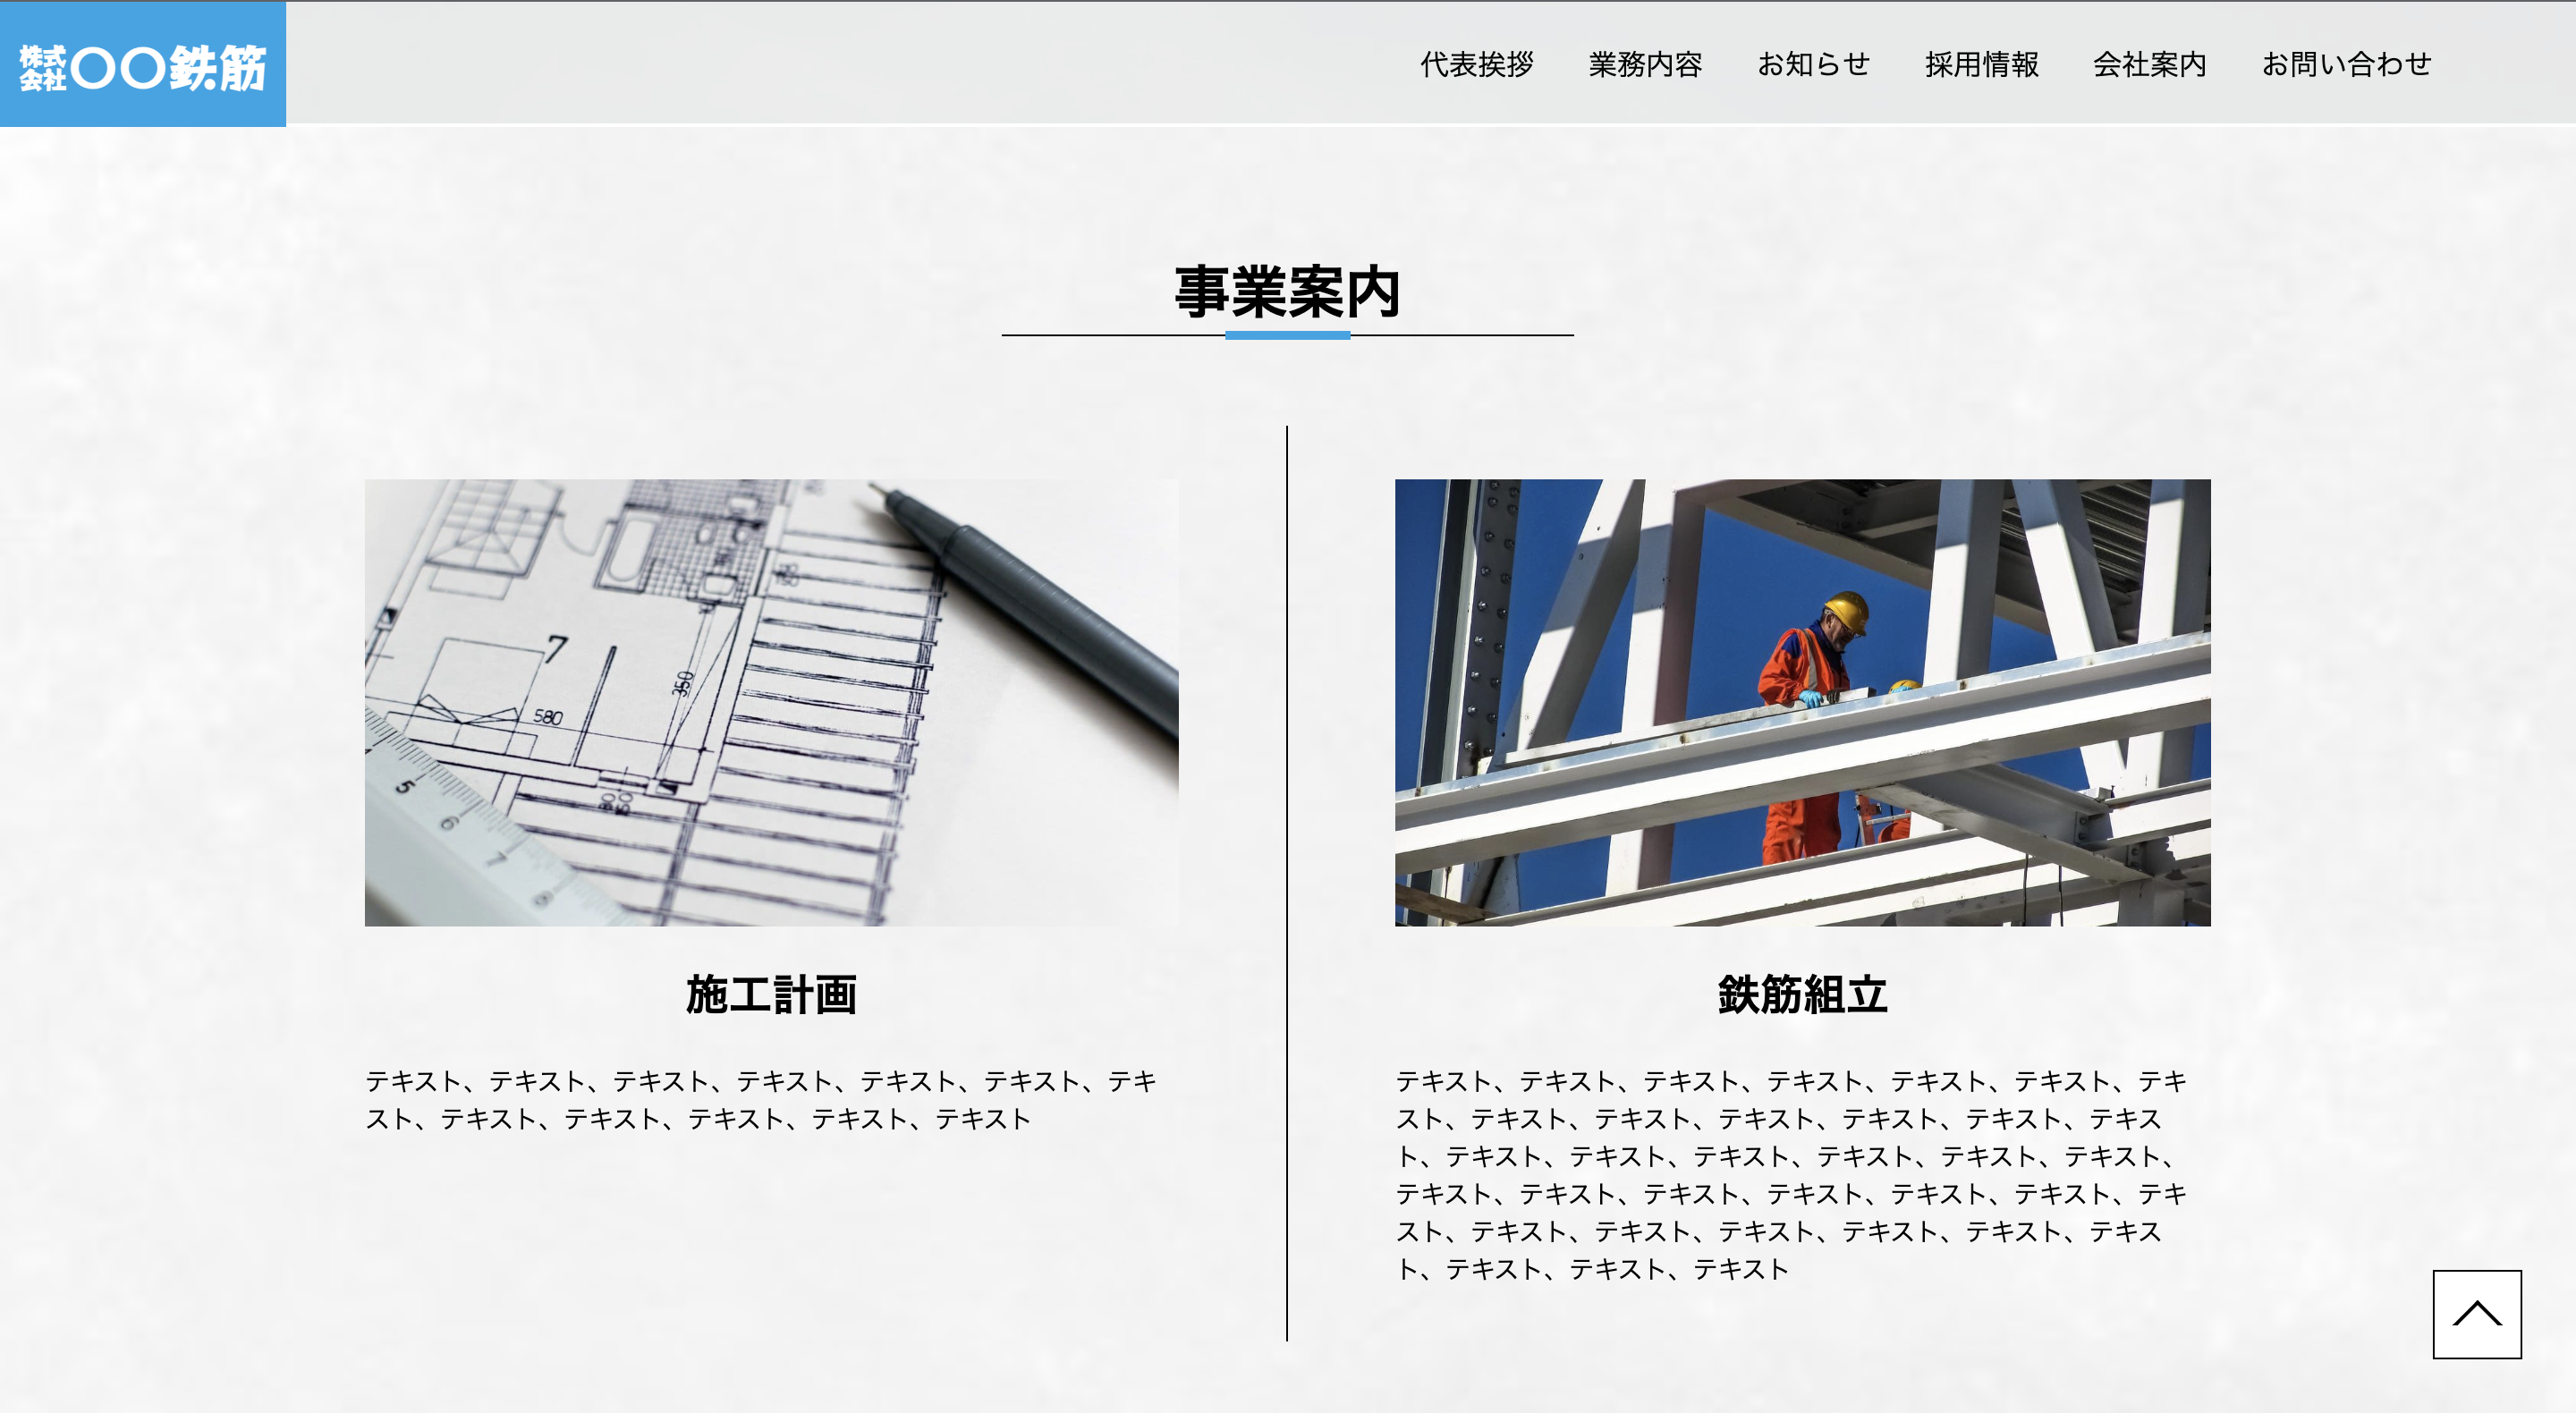 株式会社〇〇鉄筋
代表挨拶 業務内容 お知らせ 採用情報 会社案内 お問い合わせ
事業案内
7
350
580
5
6
7
8
施工計画
テキスト、テキスト、テキスト、テキスト、テキスト、テキスト、テキ
スト、テキスト、テキスト、テキスト、テキスト、テキスト
鉄筋組立
テキスト、テキスト、テキスト、テキスト、テキスト、テキスト、テキ
スト、テキスト、テキスト、テキスト、テキスト、テキスト、テキス
ト、テキスト、テキスト、テキスト、テキスト、テキスト、テキスト、
テキスト、テキスト、テキスト、テキスト、テキスト、テキスト、テキ
スト、テキスト、テキスト、テキスト、テキスト、テキスト、テキス
ト、テキスト、テキスト、テキスト